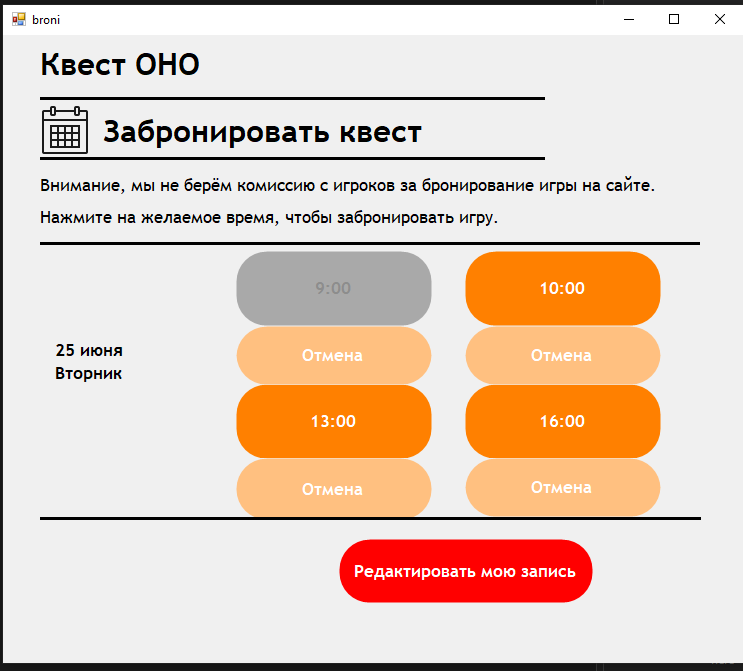 broni
Квест ОНО
Забронировать квест
Внимание, мы не берём комиссию с игроков за бронирование игры на сайте.
Нажмите на желаемое время, чтобы забронировать игру.
9:00
10:00
Отмена
Отмена
25 июня
Вторник
13:00
16:00
Отмена
Отмена
Редактировать мою запись